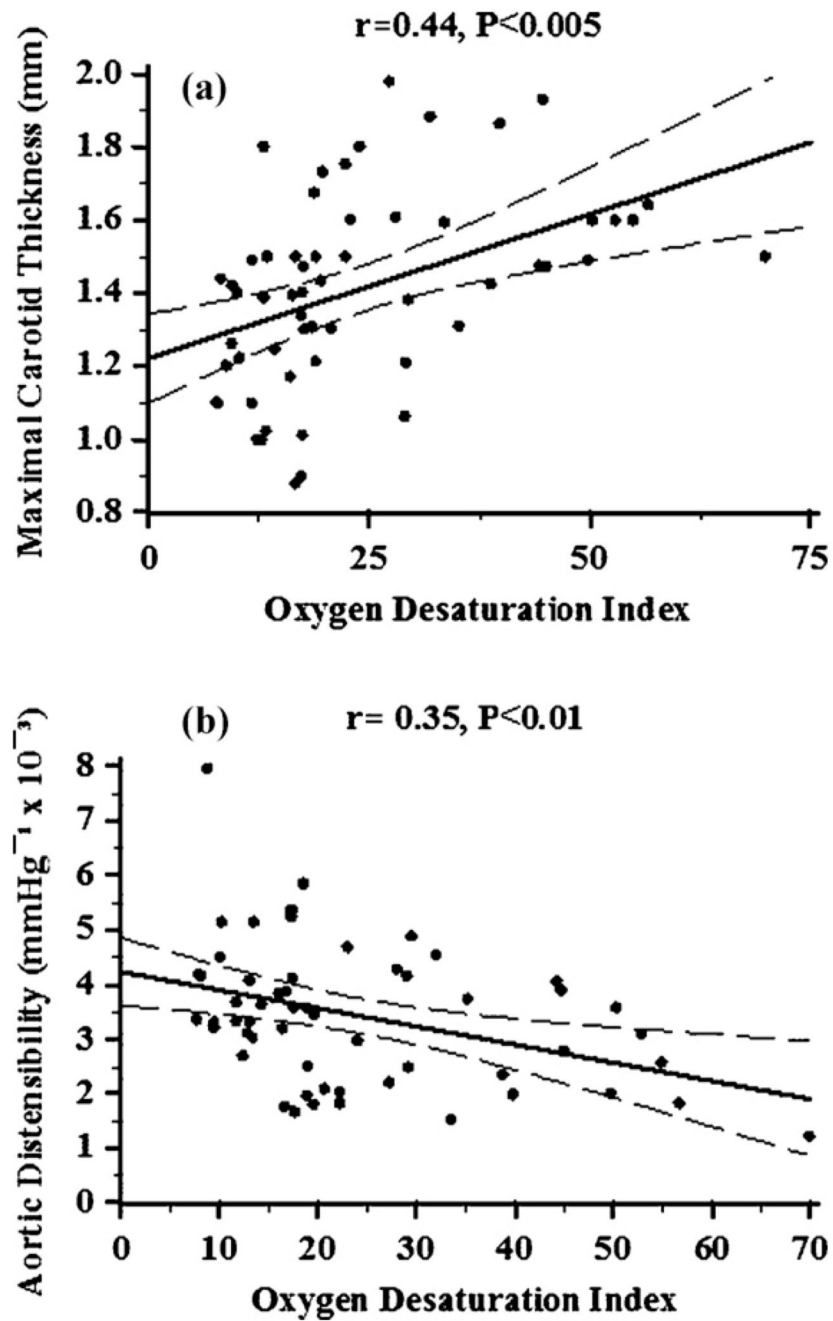 r=0.44, P<0.005
(a)
Maximal Carotid Thickness (mm)
2.0
1.8
1.6
1.4
1.2
1.0
0.8
0 25 50 75
Oxygen Desaturation Index
(b) r= 0.35, P<0.01
Aortic Distensibility (mmHg⁻¹ x 10⁻³)
8
7
6
5
4
3
2
1
0
0 10 20 30 40 50 60 70
Oxygen Desaturation Index